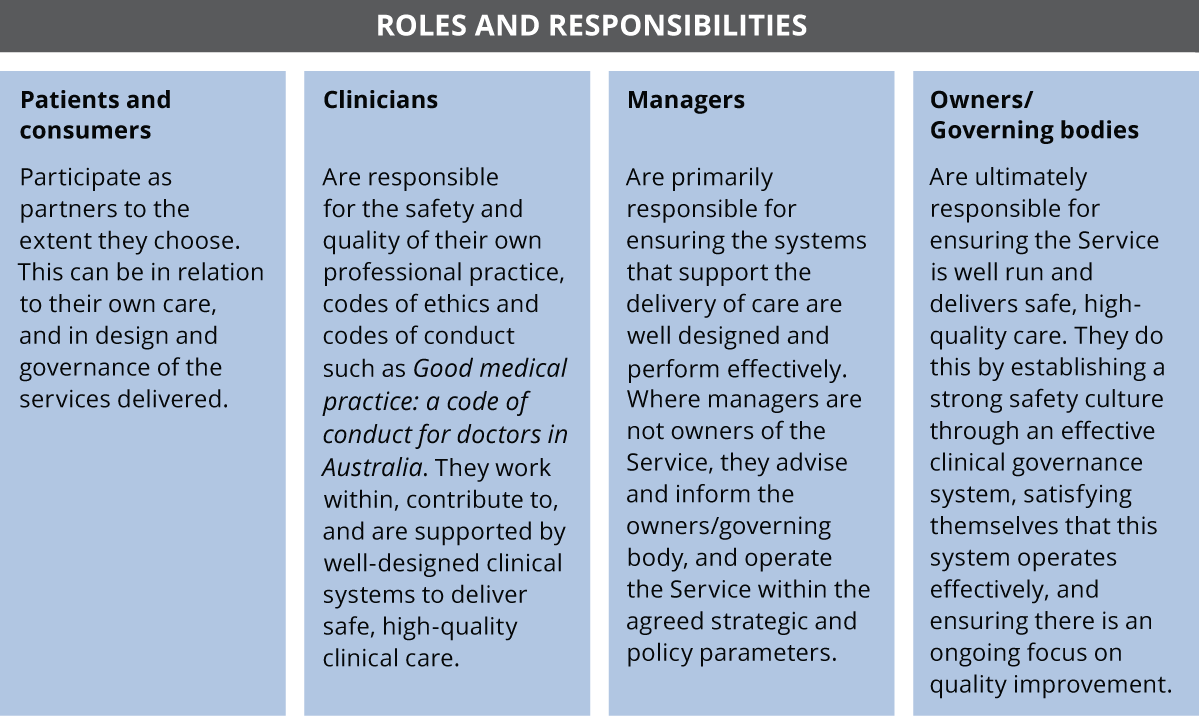 ROLES AND RESPONSIBILITIES
Patients and
consumers
Participate as
partners to the
extent they choose.
This can be in relation
to their own care,
and in design and
governance of the
services delivered.
Clinicians
Are responsible
for the safety and
quality of their own
professional practice,
codes of ethics and
codes of conduct
such as Good medical
practice: a code of
conduct for doctors in
Australia. They work
within, contribute to,
and are supported by
well-designed clinical
systems to deliver
safe, high-quality
clinical care.
Managers
Are primarily
responsible for
ensuring the systems
that support the
delivery of care are
well designed and
perform effectively.
Where managers are
not owners of the
Service, they advise
and inform the
owners/governing
body, and operate
the Service within the
agreed strategic and
policy parameters.
Owners/
Governing bodies
Are ultimately
responsible for
ensuring the Service
is well run and
delivers safe, high-
quality care. They do
this by establishing a
strong safety culture
through an effective
clinical governance
system, satisfying
themselves that this
system operates
effectively, and
ensuring there is an
ongoing focus on
quality improvement.